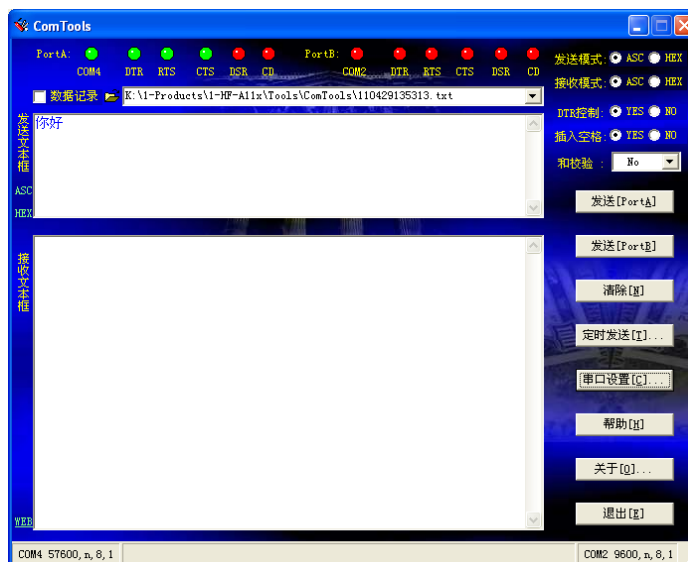 ComTools
PortA: PortB:
COM4 DTR RTS CTS DSR CD COM2 DTR RTS CTS DSR CD
发送模式: ASC HEX
接收模式: ASC HEX
数据记录 K:\1-Products\1-HF-A11x\Tools\ComTools\110429135313.txt
DTR控制: YES NO
插入空格: YES NO
和校验 : No
发送文本框
ASC
HEX
你好
发送[PortA]
发送[PortB]
清除[N]
定时发送[T]...
串口设置[C]...
帮助[H]
关于[O]...
退出[E]
接收文本框
WEB
COM4 57600,n,8,1 COM2 9600,n,8,1